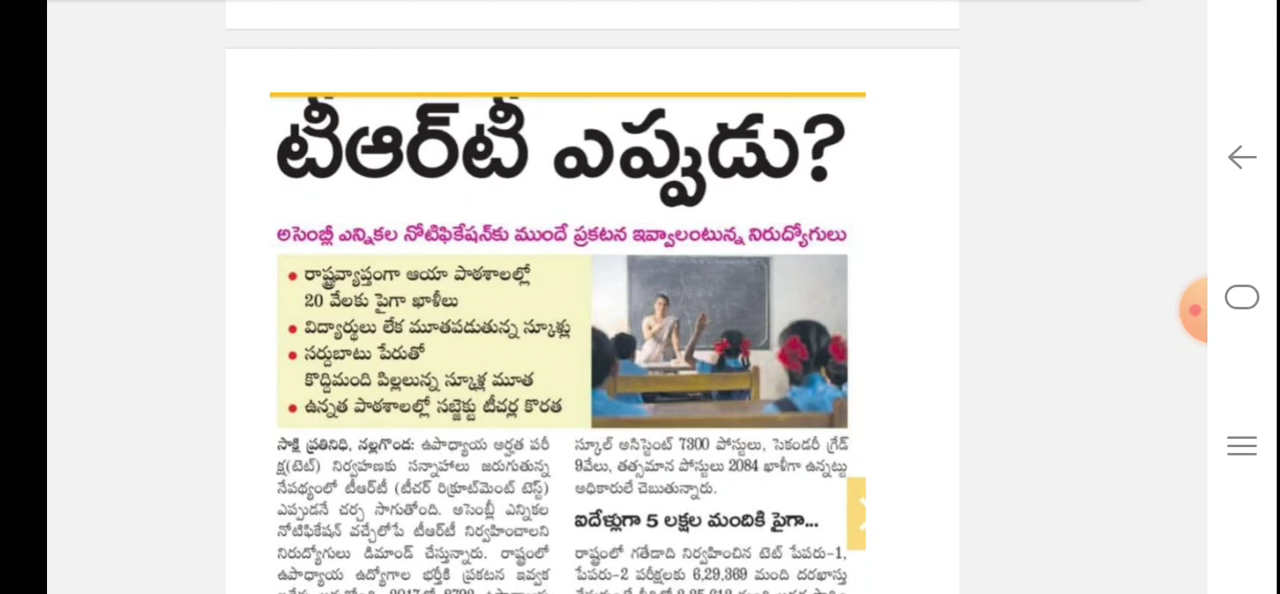 టీఆర్‌టీ ఎప్పుడు?
అసెంబ్లీ ఎన్నికల నోటిఫికేషన్‌కు ముందే ప్రకటన ఇవ్వాలంటున్న నిరుద్యోగులు
• రాష్ట్రవ్యాప్తంగా ఆయా పాఠశాలల్లో
20 వేలకు పైగా ఖాళీలు
• విద్యార్థులు లేక మూతపడుతున్న స్కూళ్లు
• సర్దుబాటు పేరుతో
కొద్దిమంది పిల్లలున్న స్కూళ్ల మూత
• ఉన్నత పాఠశాలల్లో సబ్జెక్టు టీచర్ల కొరత
సాక్షి ప్రతినిధి, నల్లగొండ: ఉపాధ్యాయ అర్హత పరీ
క్ష(టెట్) నిర్వహణకు సన్నాహాలు జరుగుతున్న
నేపథ్యంలో టీఆర్‌టీ (టీచర్ రిక్రూట్‌మెంట్ టెస్ట్)
ఎప్పుడనే చర్చ సాగుతోంది. అసెంబ్లీ ఎన్నికల
నోటిఫికేషన్ వచ్చేలోపే టీఆర్‌టీ నిర్వహించాలని
నిరుద్యోగులు డిమాండ్ చేస్తున్నారు. రాష్ట్రంలో
ఉపాధ్యాయ ఉద్యోగాల భర్తీకి ప్రకటన ఇవ్వక
స్కూల్ అసిస్టెంట్ 7300 పోస్టులు, సెకండరీ గ్రేడ్
9వేలు, తత్సమాన పోస్టులు 2084 ఖాళీగా ఉన్నట్టు
అధికారులే చెబుతున్నారు.
ఐదేళ్లుగా 5 లక్షల మందికి పైగా...
రాష్ట్రంలో గతేడాది నిర్వహించిన టెట్ పేపరు-1,
పేపరు-2 పరీక్షలకు 6,29,369 మంది దరఖాస్తు